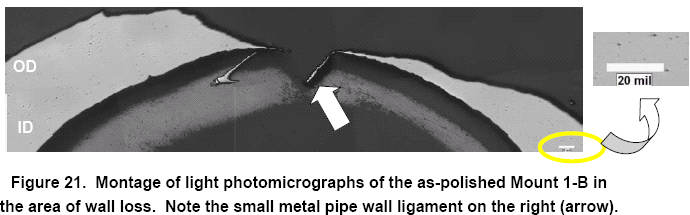 OD
ID
20 mil
Figure 21. Montage of light photomicrographs of the as-polished Mount 1-B in
the area of wall loss. Note the small metal pipe wall ligament on the right (arrow).